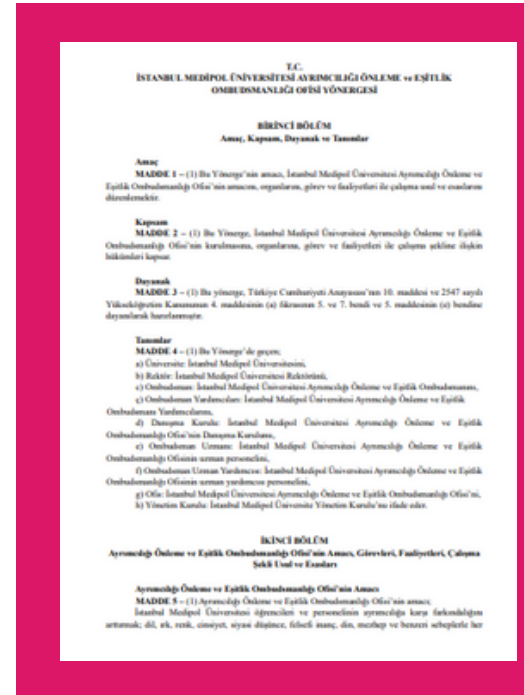 T.C.
İSTANBUL MEDİPOL ÜNİVERSİTESİ AYRIMCILIĞI ÖNLEME ve EŞİTLİK
OMBUDSMANLIĞI OFİSİ YÖNERGESİ
BİRİNCİ BÖLÜM
Amaç, Kapsam, Dayanak ve Tanımlar
Amaç
MADDE 1 – (1) Bu Yönerge’nin amacı, İstanbul Medipol Üniversitesi Ayrımcılığı Önleme ve
Eşitlik Ombudsmanlığı Ofisi’nin amacını, organlarını, görev ve faaliyetleri ile çalışma usul ve esaslarını
düzenlemektir.
Kapsam
MADDE 2 – (1) Bu Yönerge, İstanbul Medipol Üniversitesi Ayrımcılığı Önleme ve Eşitlik
Ombudsmanlığı Ofisi’nin kurulmasına, organlarına, görev ve faaliyetleri ile çalışma şekline ilişkin
hükümleri kapsar.
Dayanak
MADDE 3 – (1) Bu yönerge, Türkiye Cumhuriyeti Anayasası’nın 10. maddesi ve 2547 sayılı
Yükseköğretim Kanununun 4. maddesinin (a) fıkrasının 5. ve 7. bendi ve 5. maddesinin (e) bendine
dayanılarak hazırlanmıştır.
Tanımlar
MADDE 4 – (1) Bu Yönerge’de geçen;
a) Üniversite: İstanbul Medipol Üniversitesini,
b) Rektör: İstanbul Medipol Üniversitesi Rektörünü,
c) Ombudsman: İstanbul Medipol Üniversitesi Ayrımcılığı Önleme ve Eşitlik Ombudsmanını,
ç) Ombudsman Yardımcıları: İstanbul Medipol Üniversitesi Ayrımcılığı Önleme ve Eşitlik
Ombudsmanı Yardımcılarını,
d) Danışma Kurulu: İstanbul Medipol Üniversitesi Ayrımcılığı Önleme ve Eşitlik
Ombudsmanlığı Ofisi’nin Danışma Kurulunu,
e) Ombudsman Uzmanı: İstanbul Medipol Üniversitesi Ayrımcılığı Önleme ve Eşitlik
Ombudsmanlığı Ofisinin uzman personelini,
f) Ombudsman Uzman Yardımcısı: İstanbul Medipol Üniversitesi Ayrımcılığı Önleme ve Eşitlik
Ombudsmanlığı Ofisinin uzman yardımcısı personelini,
g) Ofis: İstanbul Medipol Üniversitesi Ayrımcılığı Önleme ve Eşitlik Ombudsmanlığı Ofisi’ni,
h) Yönetim Kurulu: İstanbul Medipol Üniversite Yönetim Kurulu’nu ifade eder.
İKİNCİ BÖLÜM
Ayrımcılığı Önleme ve Eşitlik Ombudsmanlığı Ofisi’nin Amacı, Görevleri, Faaliyetleri, Çalışma
Şekli Usul ve Esasları
Ayrımcılığı Önleme ve Eşitlik Ombudsmanlığı Ofisi’nin Amacı
MADDE 5 – (1) Ayrımcılığı Önleme ve Eşitlik Ombudsmanlığı Ofisi’nin amacı;
İstanbul Medipol Üniversitesi öğrencileri ve personelinin ayrımcılığa karşı farkındalığını
arttırmak; dil, ırk, renk, cinsiyet, siyasi düşünce, felsefi inanç, din, mezhep ve benzeri sebeplerle her